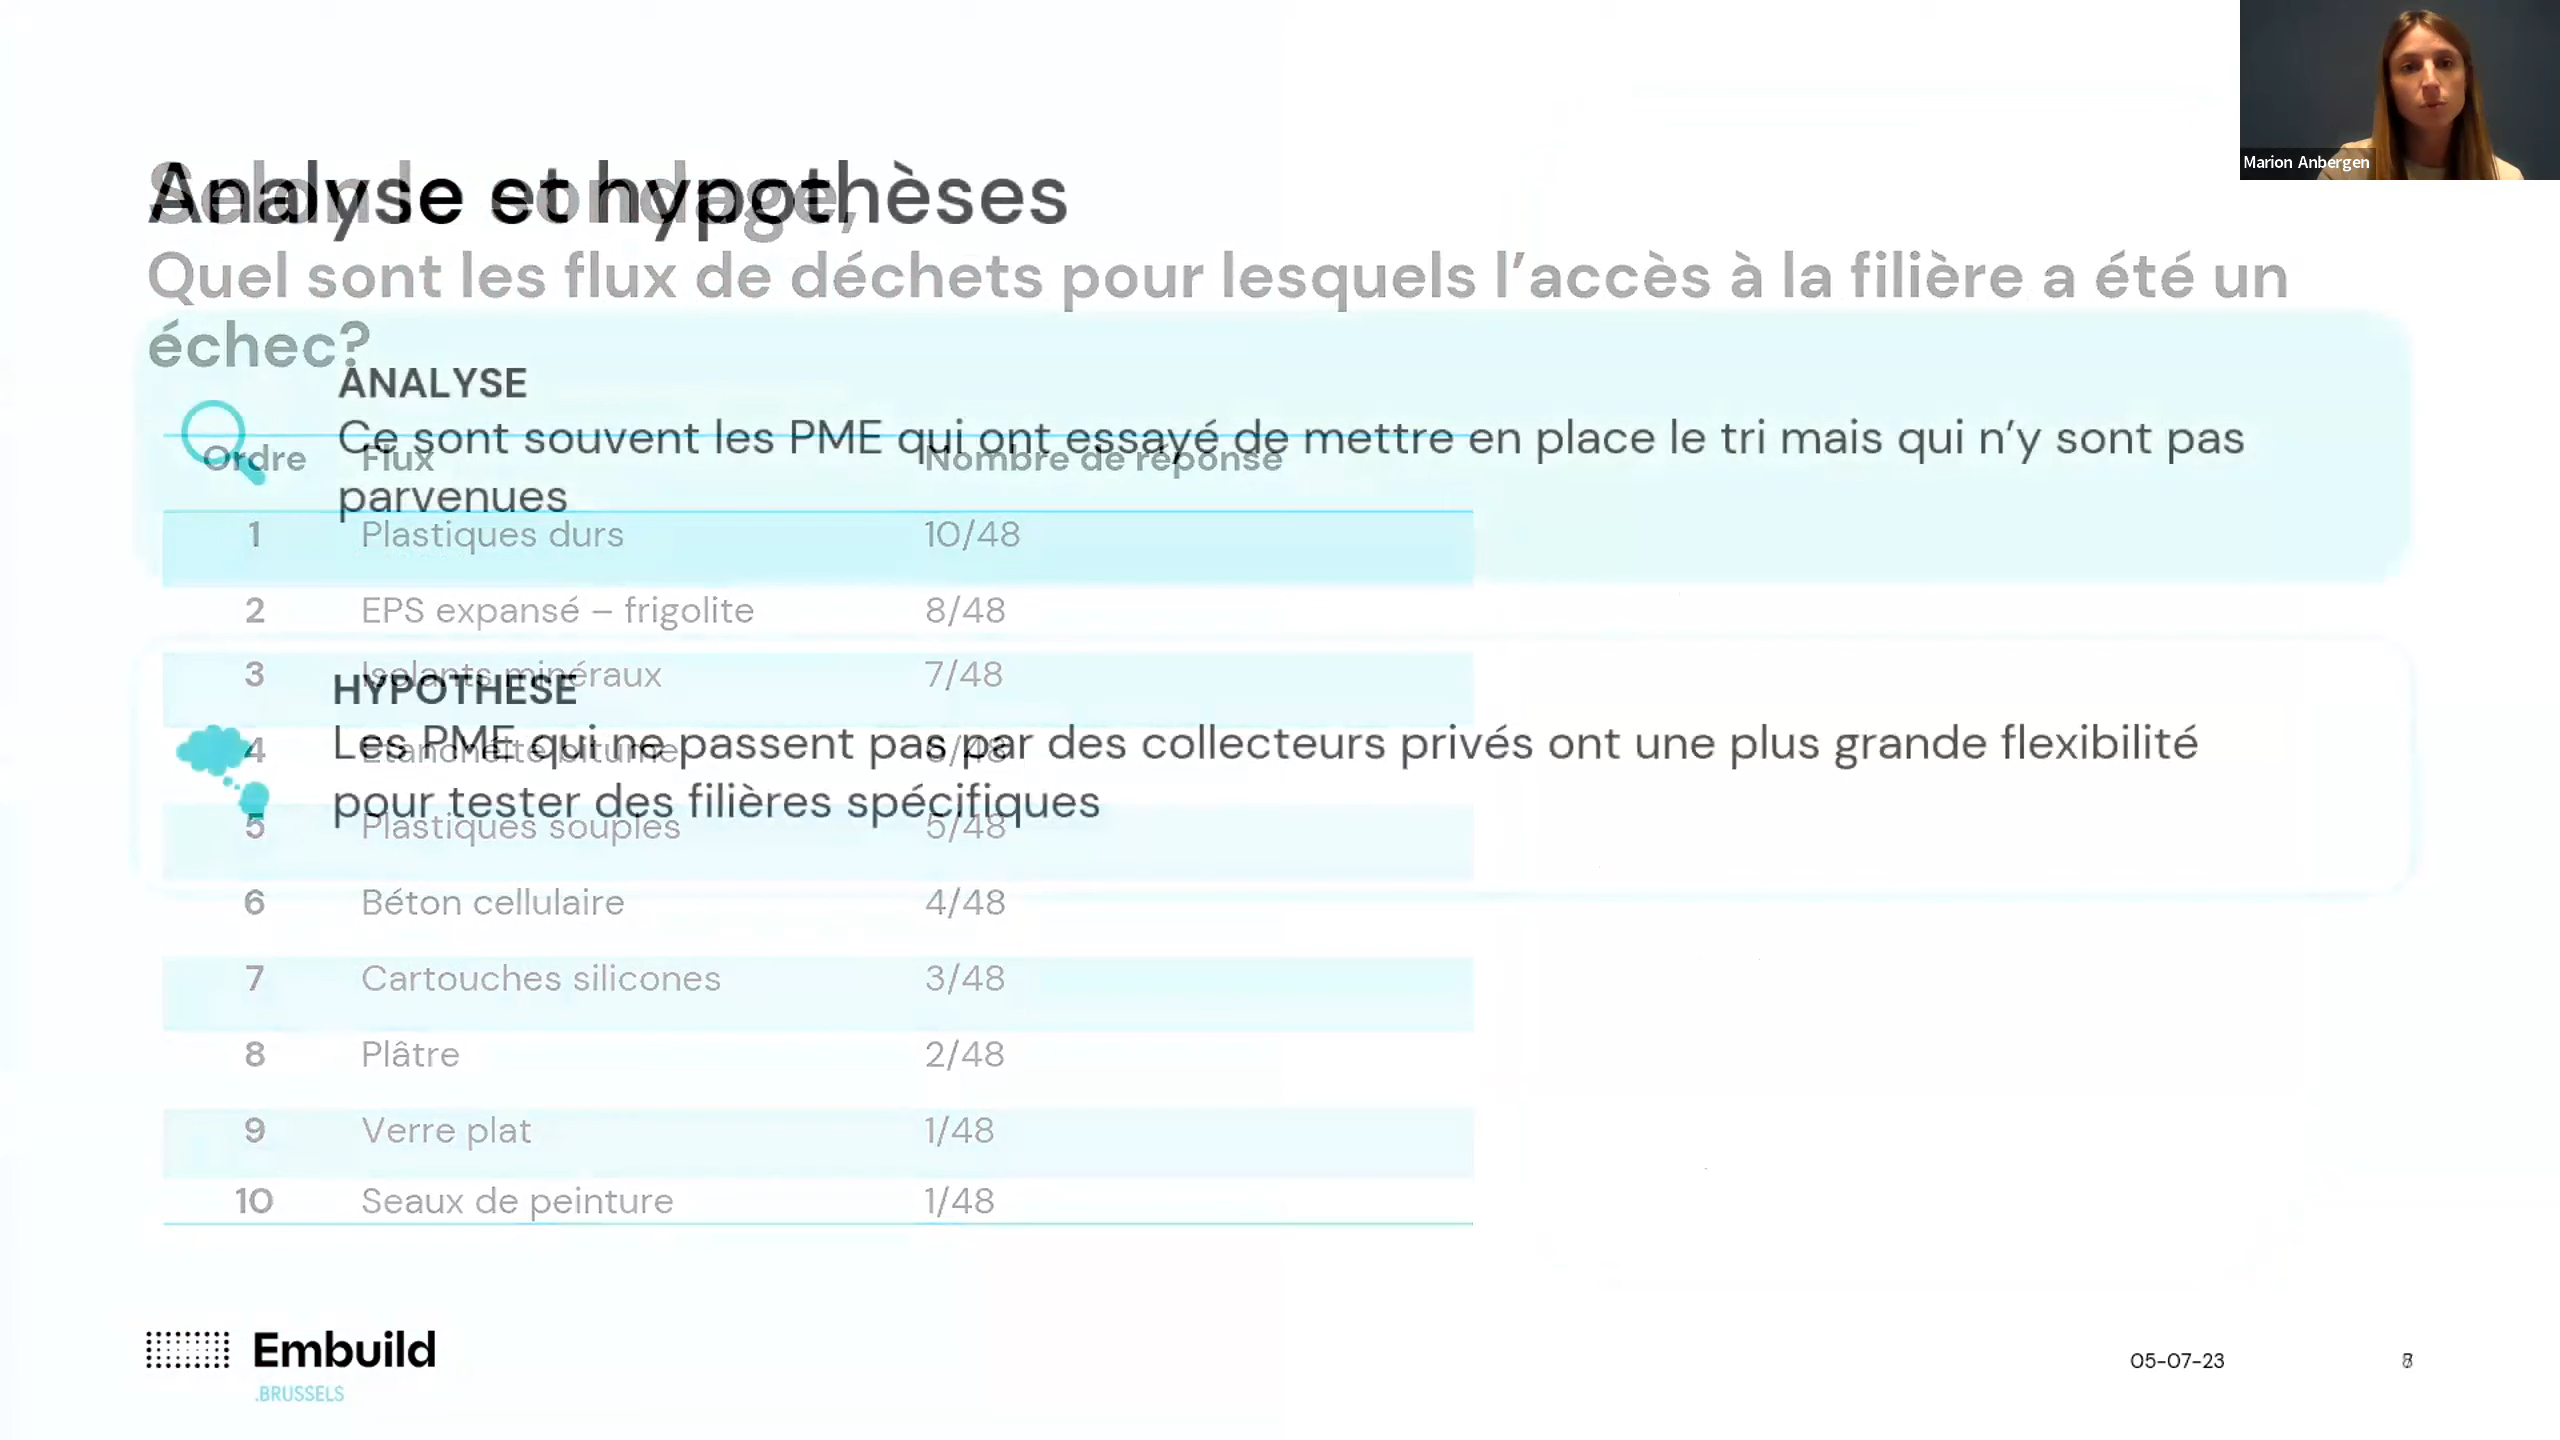 Marion Anbergen
Analyse et hypothèses
Selon le sondage,
Quel sont les flux de déchets pour lesquels l’accès à la filière a été un
échec?
ANALYSE
Ce sont souvent les PME qui ont essayé de mettre en place le tri mais qui n’y sont pas
parvenues
Ordre Flux Nombre de réponse
1 Plastiques durs 10/48
2 EPS expansé – frigolite 8/48
3 Isolants minéraux 7/48
HYPOTHESE
Les PME qui ne passent pas par des collecteurs privés ont une plus grande flexibilité
pour tester des filières spécifiques
4 Etanchéité bitume /48
5 Plastiques souples 5/48
6 Béton cellulaire 4/48
7 Cartouches silicones 3/48
8 Plâtre 2/48
9 Verre plat 1/48
10 Seaux de peinture 1/48
Embuild
.BRUSSELS
05-07-23